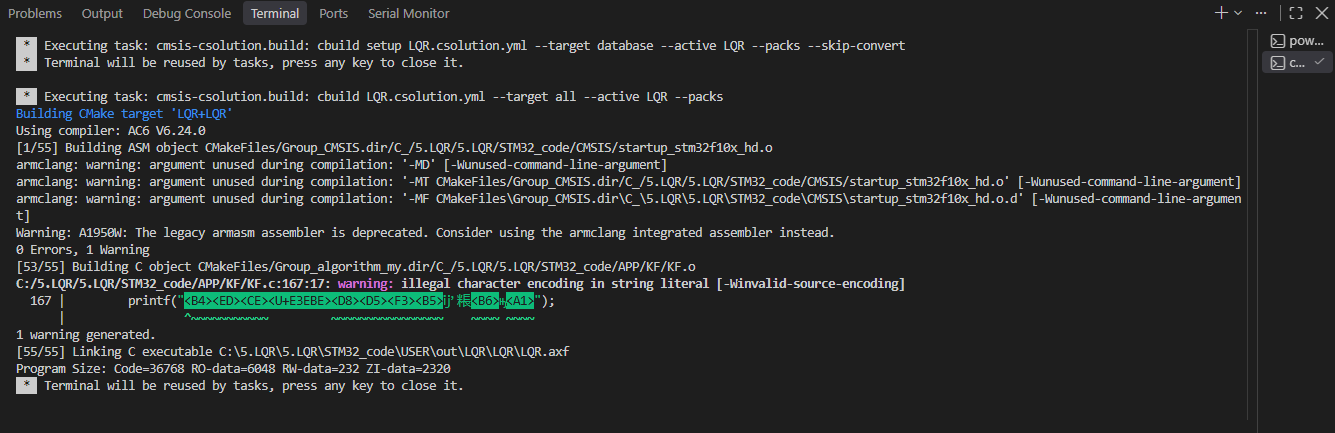 Problems Output Debug Console Terminal Ports Serial Monitor
* Executing task: cmsis-csolution.build: cbuild setup LQR.csolution.yml --target database --active LQR --packs --skip-convert
* Terminal will be reused by tasks, press any key to close it.
* Executing task: cmsis-csolution.build: cbuild LQR.csolution.yml --target all --active LQR --packs
Building CMake target 'LQR+LQR'
Using compiler: AC6 V6.24.0
[1/55] Building ASM object CMakeFiles/Group_CMSIS.dir/C_/5.LQR/5.LQR/STM32_code/CMSIS/startup_stm32f10x_hd.o
armclang: warning: argument unused during compilation: '-MD' [-Wunused-command-line-argument]
armclang: warning: argument unused during compilation: '-MT CMakeFiles/Group_CMSIS.dir/C_/5.LQR/5.LQR/STM32_code/CMSIS/startup_stm32f10x_hd.o' [-Wunused-command-line-argument]
armclang: warning: argument unused during compilation: '-MF CMakeFiles\Group_CMSIS.dir\C_\5.LQR\5.LQR\STM32_code\CMSIS\startup_stm32f10x_hd.o.d' [-Wunused-command-line-argumen
t]
Warning: A1950W: The legacy armasm assembler is deprecated. Consider using the armclang integrated assembler instead.
0 Errors, 1 Warning
[53/55] Building C object CMakeFiles/Group_algorithm_my.dir/C_/5.LQR/5.LQR/STM32_code/APP/KF/KF.o
C:/5.LQR/5.LQR/STM32_code/APP/KF/KF.c:167:17: warning: illegal character encoding in string literal [-Winvalid-source-encoding]
167 | printf("<B4><ED><CE><U+E3EBE><D8><D5><F3><B5><B6><A1>");
| ^~~~~~~~~~~ ~~~~~~~~~~~~~~~~ ~~~~ ~~~~
1 warning generated.
[55/55] Linking C executable C:\5.LQR\5.LQR\STM32_code\USER\out\LQR\LQR\LQR.axf
Program Size: Code=36768 RO-data=6048 RW-data=232 ZI-data=2320
* Terminal will be reused by tasks, press any key to close it.
pow...
c...